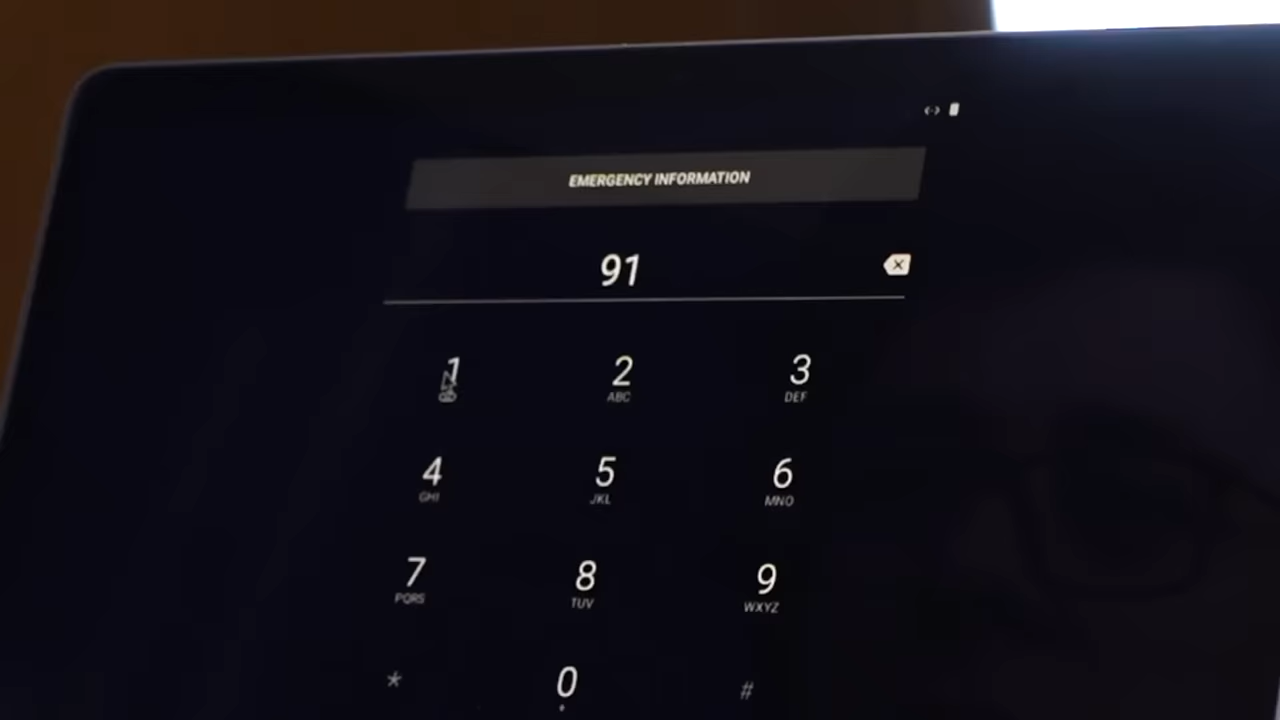 EMERGENCY INFORMATION
91
1 2 3
ABC DEF
4 5 6
GHI JKL MNO
7 8 9
PQRS TUV WXYZ
* 0 #
+